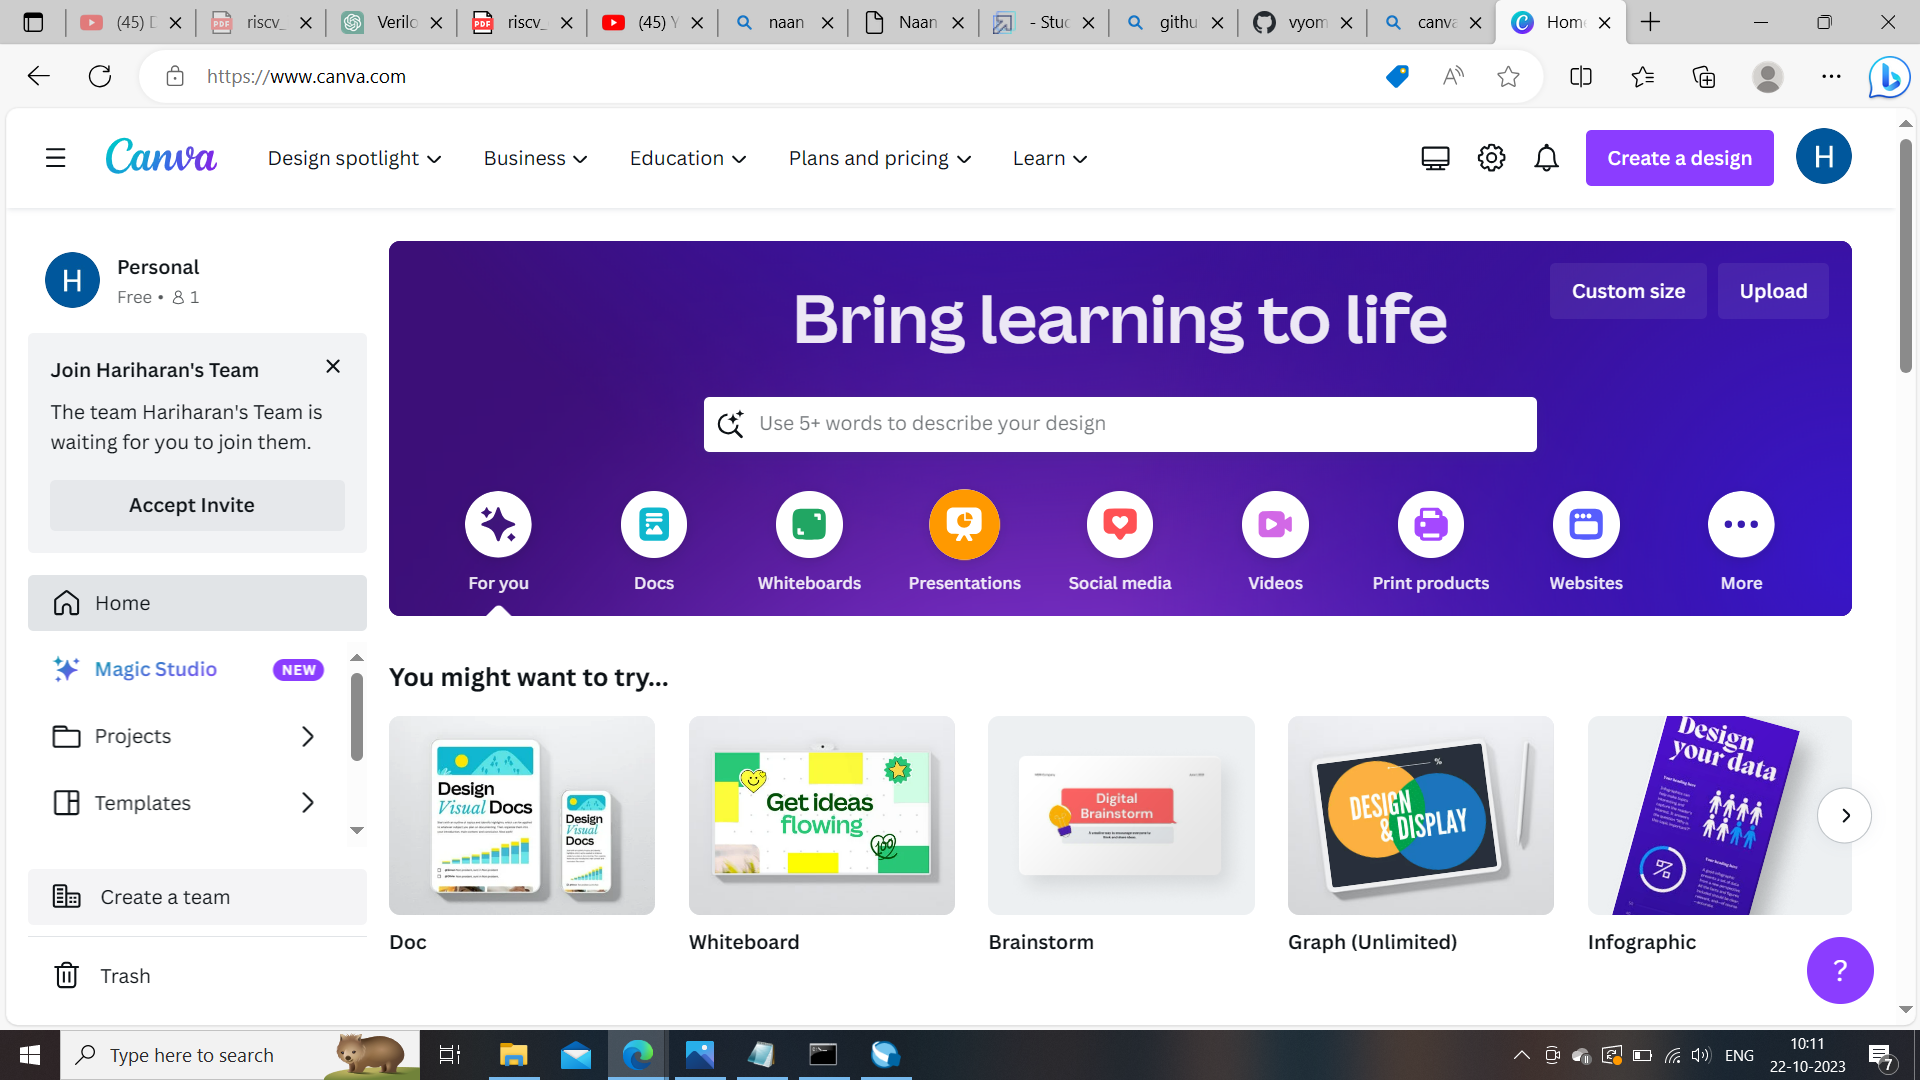 (45) D
riscv_
Verilo
riscv_
(45) Y
naan
Naan
- Stud
githu
vyom
canva
Home
https://www.canva.com
Canva
Design spotlight
Business
Education
Plans and pricing
Learn
Create a design
H
H
Personal
Free • 1
Join Hariharan's Team
The team Hariharan's Team is
waiting for you to join them.
Accept Invite
Home
Magic Studio
NEW
Projects
Templates
Create a team
Trash
Custom size
Upload
Bring learning to life
Use 5+ words to describe your design
For you
Docs
Whiteboards
Presentations
Social media
Videos
Print products
Websites
More
You might want to try...
Design
Visual Docs
Design
Visual
Docs
Doc
Get ideas
flowing
100
Whiteboard
Digital
Brainstorm
Brainstorm
%
DESIGN
& DISPLAY
Graph (Unlimited)
Design
your data
%
Infographic
?
Type here to search
ENG
10:11
22-10-2023
7